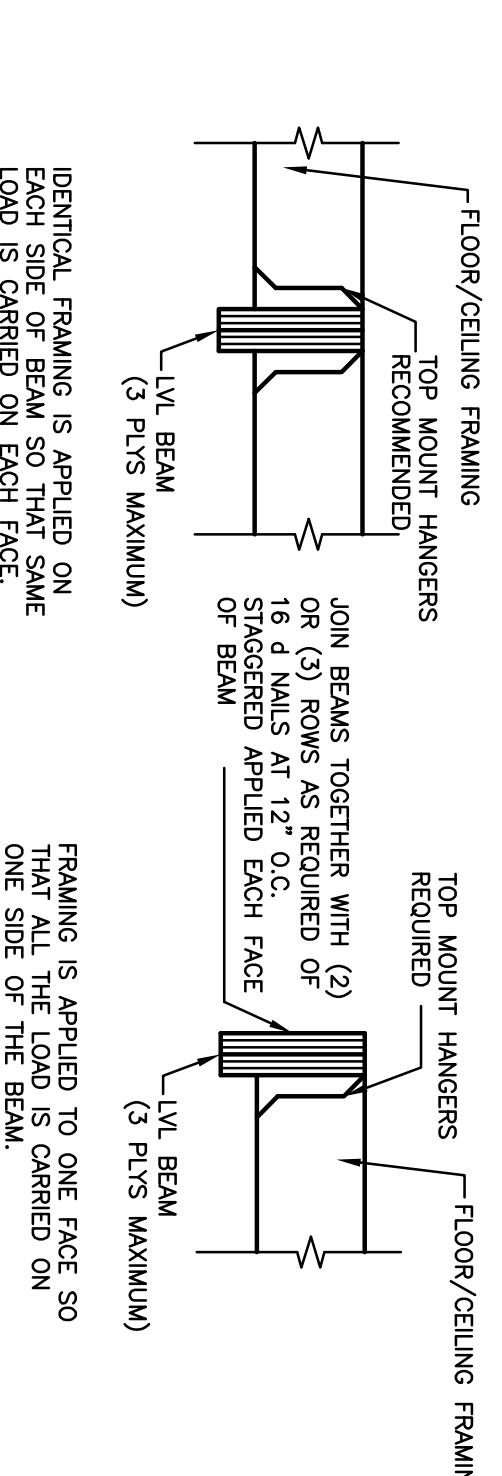 FLOOR/CEILING FRAMING
TOP MOUNT HANGERS
RECOMMENDED
LVL BEAM
(3 PLYS MAXIMUM)
IDENTICAL FRAMING IS APPLIED ON
EACH SIDE OF BEAM SO THAT SAME
LOAD IS CARRIED ON EACH FACE.
JOIN BEAMS TOGETHER WITH (2)
OR (3) ROWS AS REQUIRED OF
16 d NAILS AT 12" O.C.
STAGGERED APPLIED EACH FACE
OF BEAM
FLOOR/CEILING FRAMIN
TOP MOUNT HANGERS
REQUIRED
LVL BEAM
(3 PLYS MAXIMUM)
FRAMING IS APPLIED TO ONE FACE SO
THAT ALL THE LOAD IS CARRIED ON
ONE SIDE OF THE BEAM.